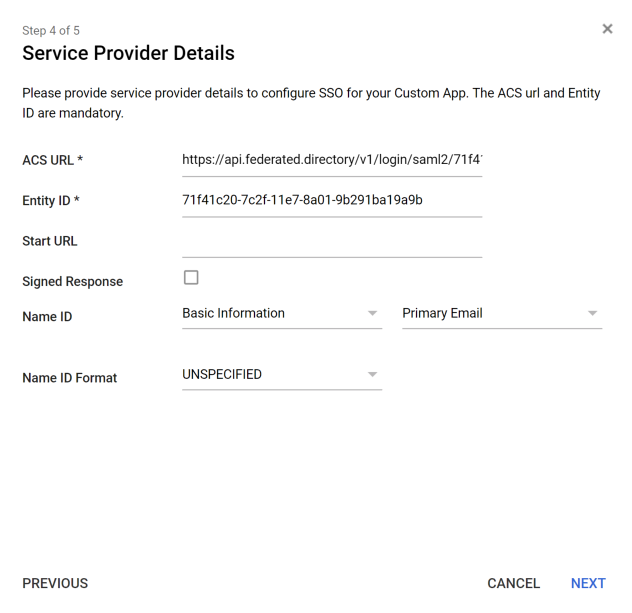 Step 4 of 5
Service Provider Details
Please provide service provider details to configure SSO for your Custom App. The ACS url and Entity
ID are mandatory.
ACS URL * https://api.federated.directory/v1/login/saml2/71f4
Entity ID * 71f41c20-7c2f-11e7-8a01-9b291ba19a9b
Start URL
Signed Response
Name ID Basic Information Primary Email
Name ID Format UNSPECIFIED
PREVIOUS CANCEL NEXT